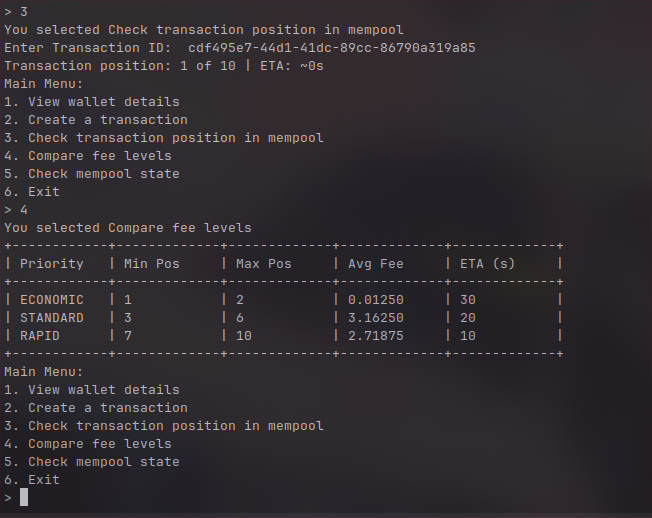 > 3
You selected Check transaction position in mempool
Enter Transaction ID:  cdf495e7-44d1-41dc-89cc-86790a319a85
Transaction position: 1 of 10 | ETA: ~0s
Main Menu:
1. View wallet details
2. Create a transaction
3. Check transaction position in mempool
4. Compare fee levels
5. Check mempool state
6. Exit
> 4
You selected Compare fee levels
+------------+-------------+-------------+-------------+-------------+
| Priority   | Min Pos     | Max Pos     | Avg Fee     | ETA (s)     |
+------------+-------------+-------------+-------------+-------------+
| ECONOMIC   | 1           | 2           | 0.01250     | 30          |
| STANDARD   | 3           | 6           | 3.16250     | 20          |
| RAPID      | 7           | 10          | 2.71875     | 10          |
+------------+-------------+-------------+-------------+-------------+
Main Menu:
1. View wallet details
2. Create a transaction
3. Check transaction position in mempool
4. Compare fee levels
5. Check mempool state
6. Exit
>